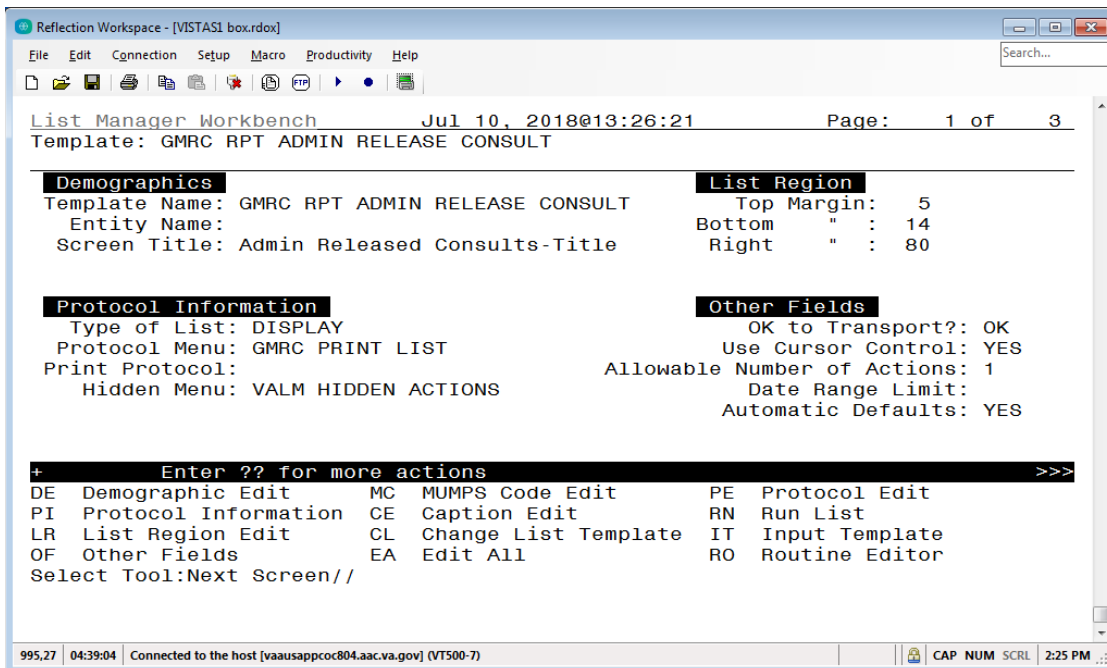 Reflection Workspace - [VISTAS1 box.rdox]
File Edit Connection Setup Macro Productivity Help
Search...
FTP
List Manager Workbench Jul 10, 2018@13:26:21 Page: 1 of 3
Template: GMRC RPT ADMIN RELEASE CONSULT
Demographics List Region
Template Name: GMRC RPT ADMIN RELEASE CONSULT Top Margin: 5
Entity Name: Bottom " : 14
Screen Title: Admin Released Consults-Title Right " : 80
Protocol Information Other Fields
Type of List: DISPLAY OK to Transport?: OK
Protocol Menu: GMRC PRINT LIST Use Cursor Control: YES
Print Protocol: Allowable Number of Actions: 1
Hidden Menu: VALM HIDDEN ACTIONS Date Range Limit:
Automatic Defaults: YES
+ Enter ?? for more actions >>>
DE Demographic Edit MC MUMPS Code Edit PE Protocol Edit
PI Protocol Information CE Caption Edit RN Run List
LR List Region Edit CL Change List Template IT Input Template
OF Other Fields EA Edit All RO Routine Editor
Select Tool:Next Screen//
995,27 04:39:04 Connected to the host [vaausappcoc804.aac.va.gov] (VT500-7) CAP NUM SCRL 2:25 PM